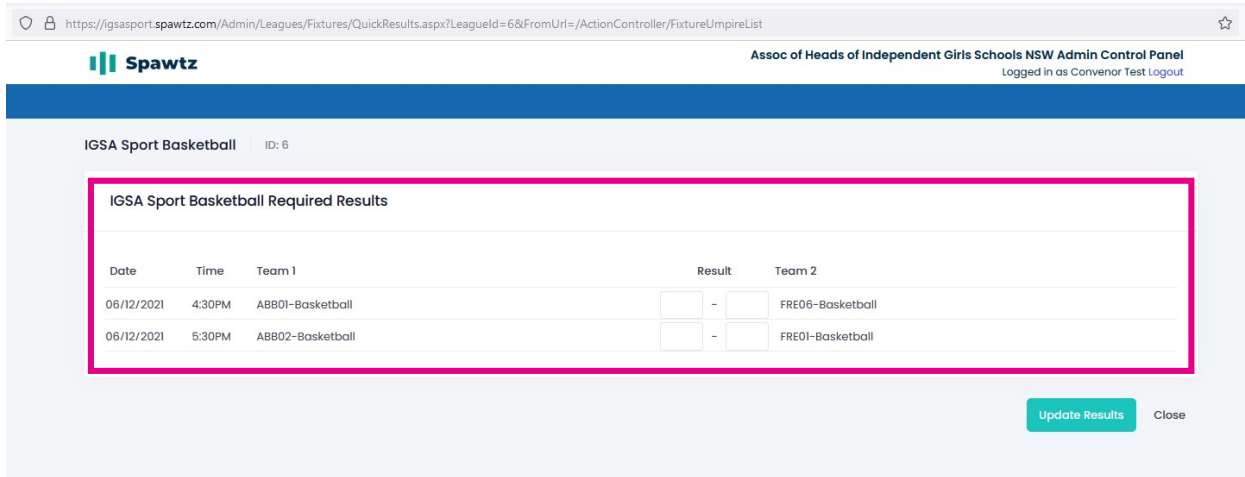 https://igsasport.spawtz.com/Admin/Leagues/Fixtures/QuickResults.aspx?LeagueId=6&FromUrl=/ActionController/FixtureUmpireList
Spawtz
Assoc of Heads of Independent Girls Schools NSW Admin Control Panel
Logged in as Convenor Test Logout
IGSA Sport Basketball ID: 6
IGSA Sport Basketball Required Results
Date Time Team 1 Result Team 2
06/12/2021 4:30PM ABB01-Basketball - FRE06-Basketball
06/12/2021 5:30PM ABB02-Basketball - FRE01-Basketball
Update Results Close